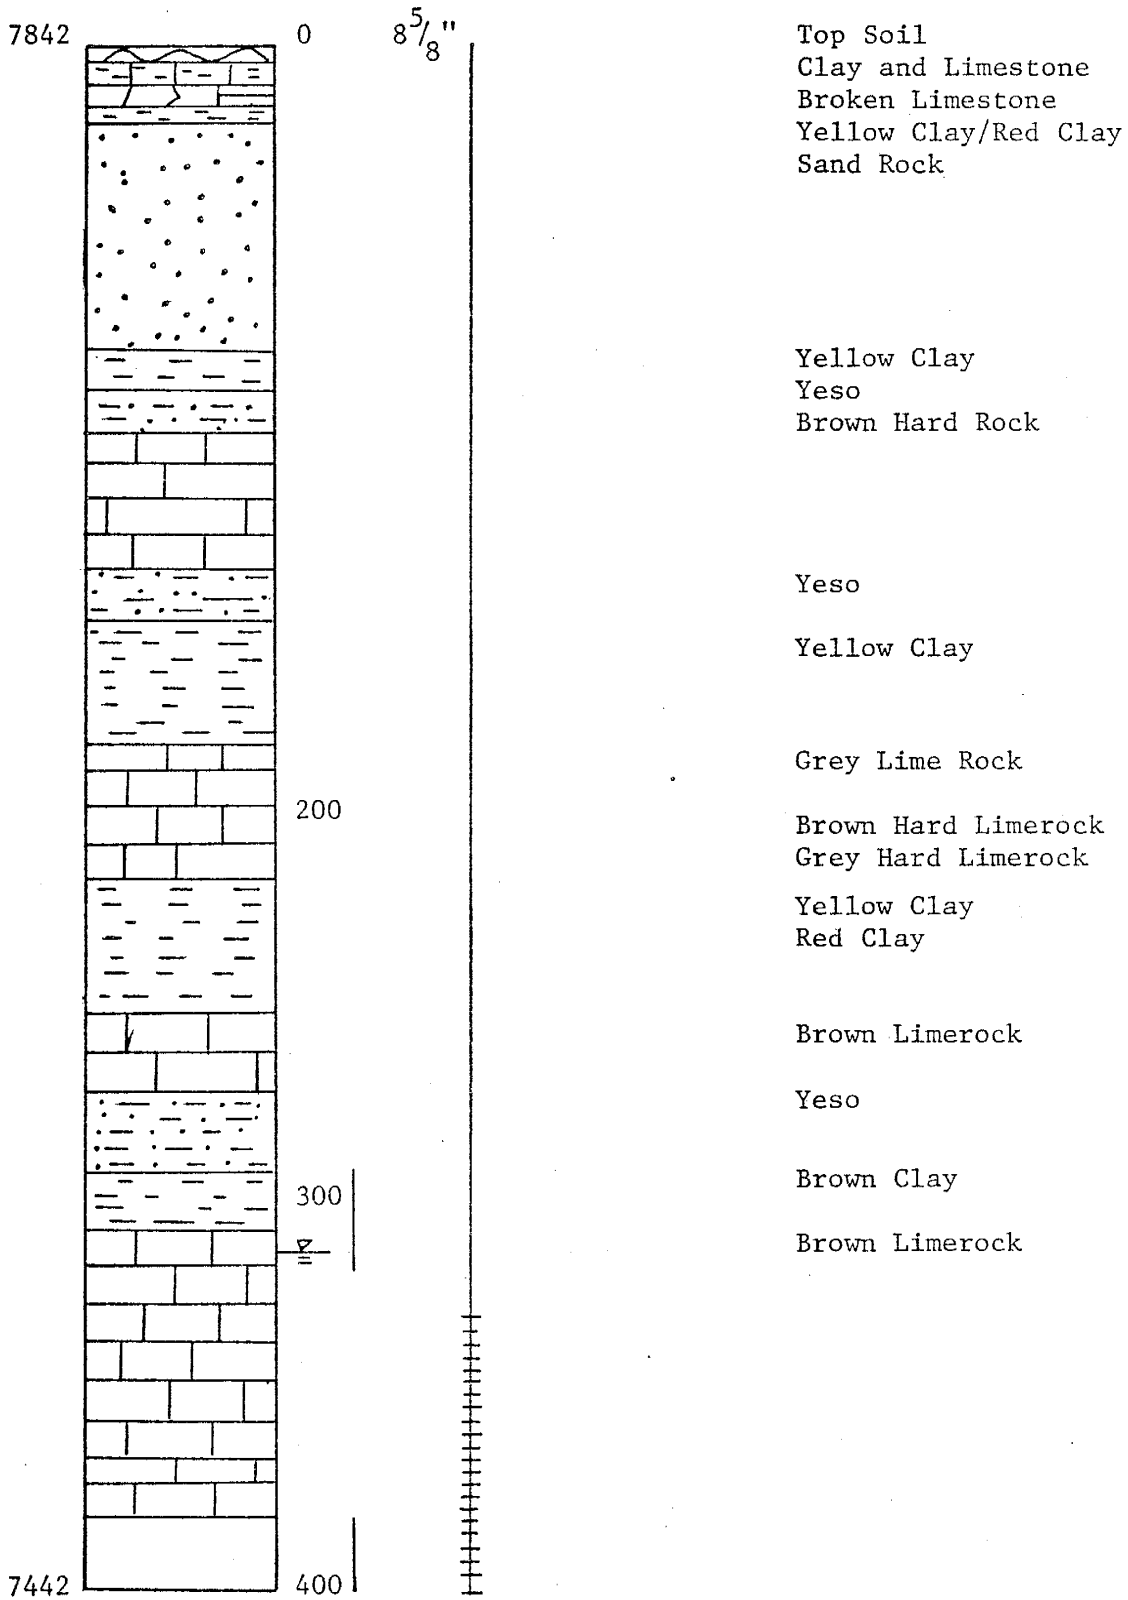 7842 0 8 5/8" Top Soil
Clay and Limestone
Broken Limestone
Yellow Clay/Red Clay
Sand Rock
Yellow Clay
Yeso
Brown Hard Rock
Yeso
Yellow Clay
Grey Lime Rock
200
Brown Hard Limerock
Grey Hard Limerock
Yellow Clay
Red Clay
Brown Limerock
Yeso
Brown Clay
300
Brown Limerock
7442 400